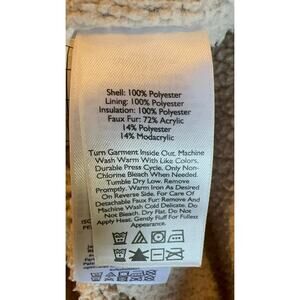 Shell: 100% Polyester
Lining: 100% Polyester
Insulation: 100% Polyester
Faux Fur: 72% Acrylic
14% Polyester
14% Modacrylic
Turn Garment Inside Out. Machine
Wash Warm With Like Colors,
Durable Press Cycle. Only Non-
Chlorine Bleach When Needed.
Tumble Dry Low. Remove
Promptly. Warm Iron As Desired
On Reverse Side. For Care Of
Detachable Faux Fur: Remove And
Machine Wash Cold Delicate. Do
Not Bleach. Dry Flat. Do Not
Apply Heat. Gently Fluff For Fullest
Appearance.